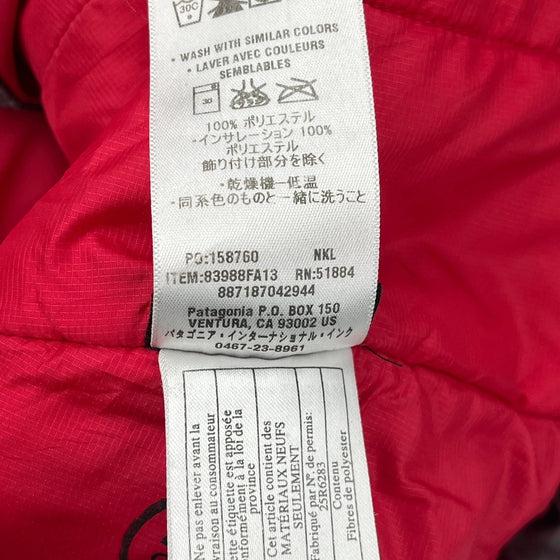 30C
• WASH WITH SIMILAR COLORS
• LAVER AVEC COULEURS
SEMBLABLES
30
100% ポリエステル
・インサレーション 100%
ポリエステル
飾り付け部分を除く
・乾燥機ー低温
・同系色のものと一緒に洗うこと
PO:158760 NKL
ITEM:83988FA13 RN:51884
887187042944
Patagonia P.O. BOX 150
VENTURA, CA 93002 US
パタゴニア・インターナショナル・インク
0467-23-8961
Ne pas enlever avant la
livraison au consommateur
Cette étiquette est apposée
conformément à la loi de la
province
Cet article contient des
MATÉRIAUX NEUFS
SEULEMENT
Fabriqué par N°. de permis:
25R6283
Contenu
Fibres de polyester